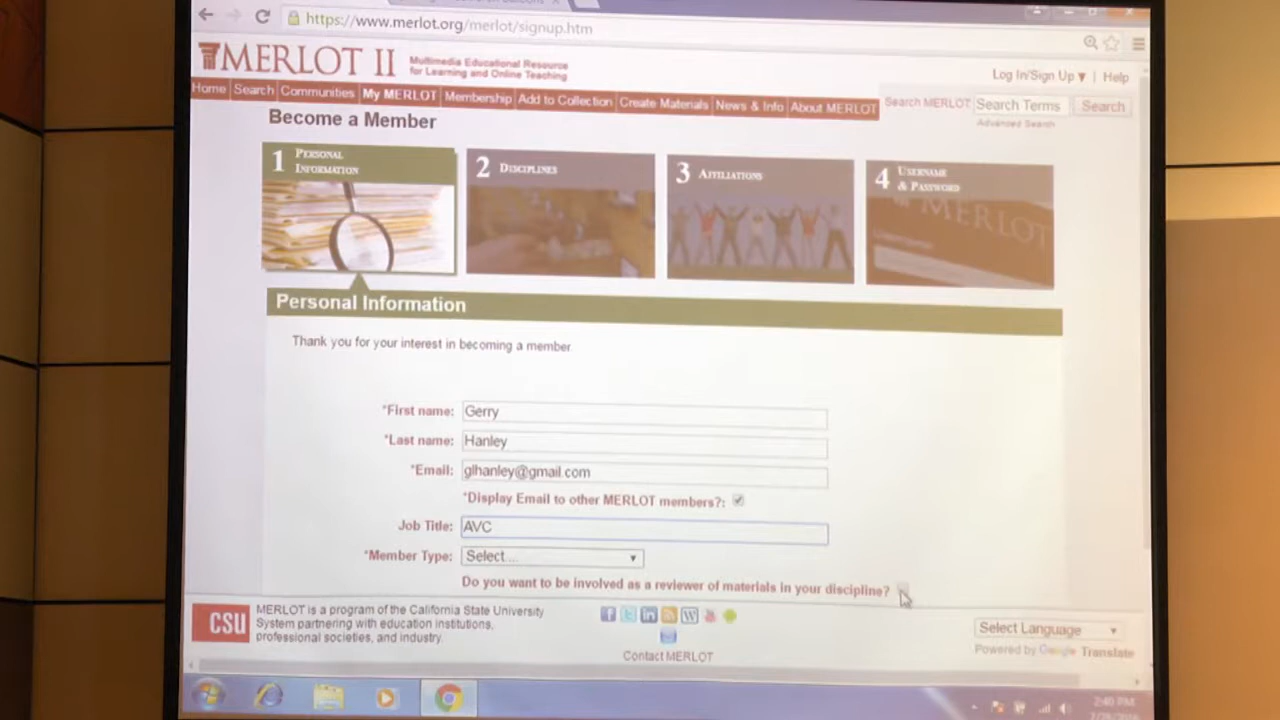 https://www.merlot.org/merlot/signup.htm
MERLOT II
Multimedia Educational Resource
for Learning and Online Teaching
Log In/Sign Up ▼ | Help
Home Search Communities My MERLOT Membership Add to Collection Create Materials News & Info About MERLOT
Search MERLOT Search Terms Search
Advanced Search
Become a Member
1 Personal Information
2 Disciplines
3 Affiliations
4 Username & Password
MERLOT
Personal Information
Thank you for your interest in becoming a member.
*First name: Gerry
*Last name: Hanley
*Email: glhanley@gmail.com
*Display Email to other MERLOT members?:
Job Title: AVC
*Member Type: Select...
Do you want to be involved as a reviewer of materials in your discipline?
CSU
MERLOT is a program of the California State University
System partnering with education institutions,
professional societies, and industry.
Contact MERLOT
Select Language
Powered by Google Translate
2:40 PM